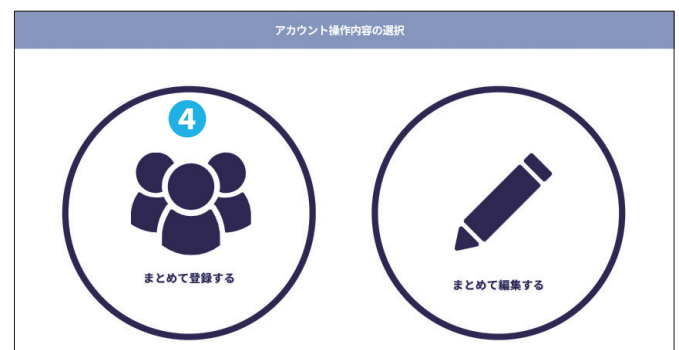 アカウント操作内容の選択
4
まとめて登録する
まとめて編集する